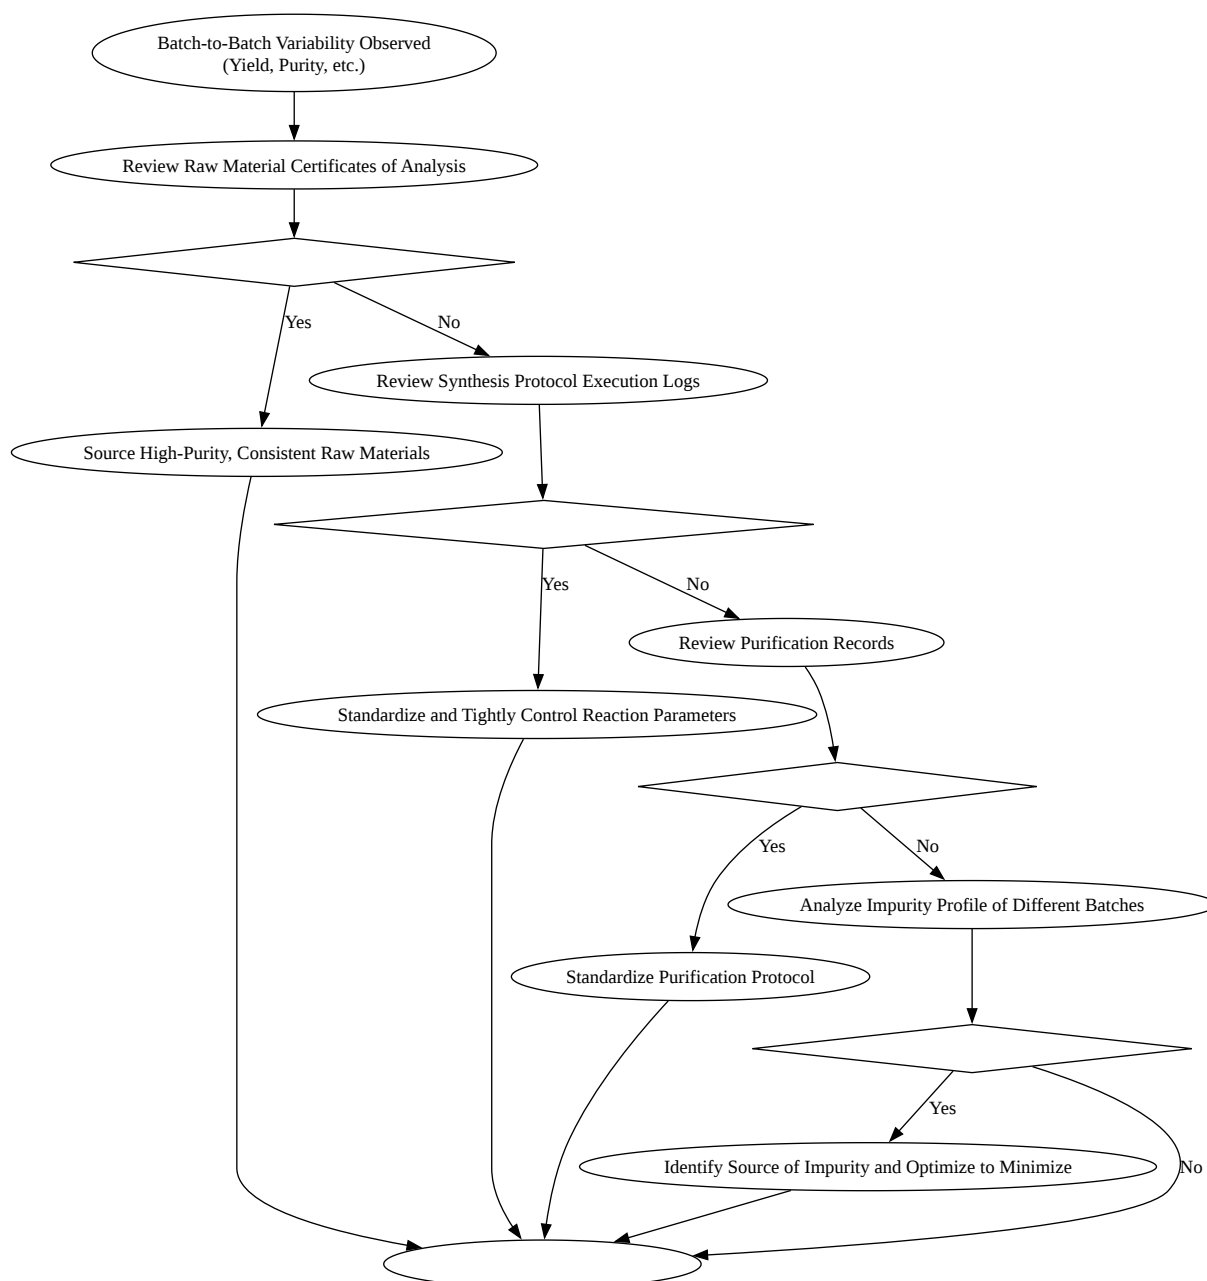 Batch-to-Batch Variability Observed
(Yield, Purity, etc.)
Review Raw Material Certificates of Analysis
Yes
No
Review Synthesis Protocol Execution Logs
Source High-Purity, Consistent Raw Materials
Yes
No
Review Purification Records
Standardize and Tightly Control Reaction Parameters
Yes
No
Analyze Impurity Profile of Different Batches
Standardize Purification Protocol
Yes
Identify Source of Impurity and Optimize to Minimize
No